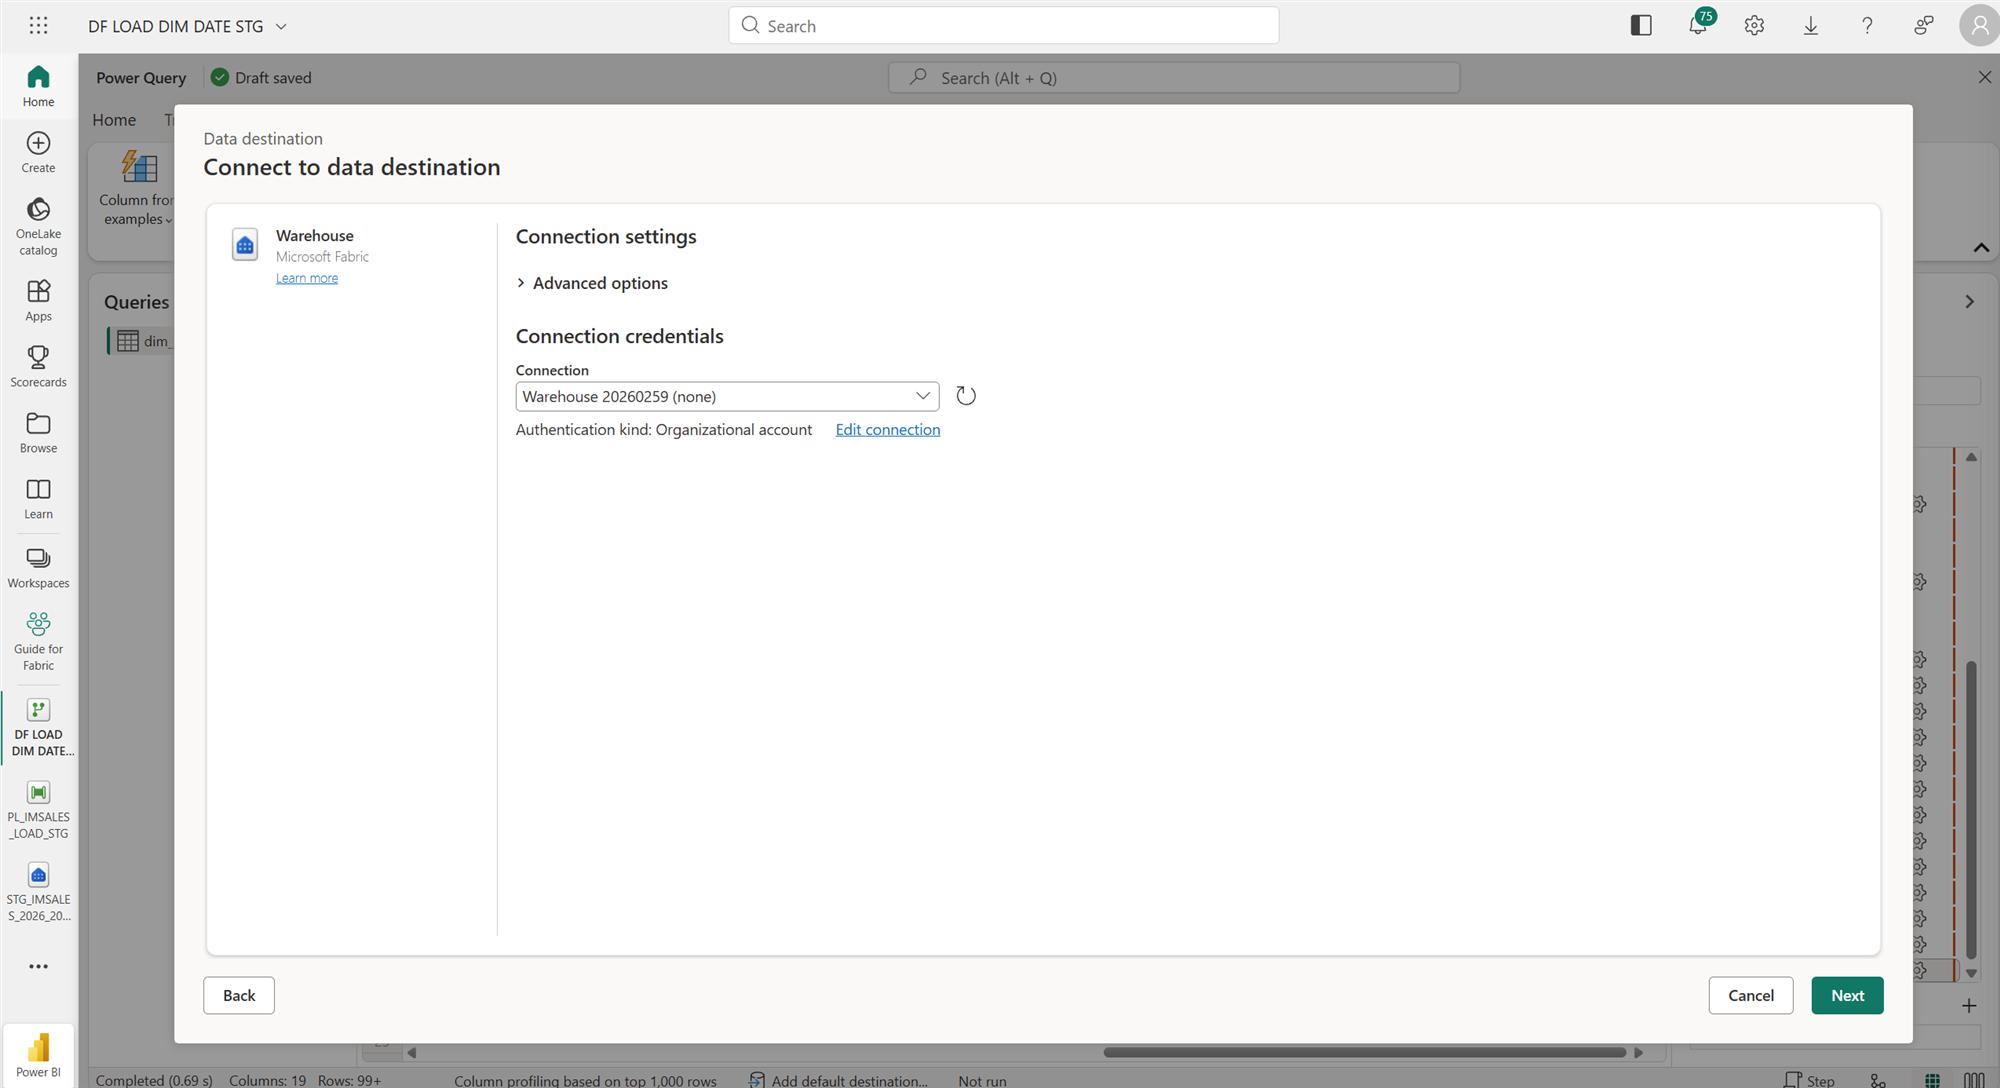 DF LOAD DIM DATE STG
Search
75
Home
Create
OneLake
catalog
Apps
Scorecards
Browse
Learn
Workspaces
Guide for
Fabric
DF LOAD
DIM DATE...
PL_IMSALES
_LOAD_STG
STG_IMSALE
S_2026_20...
Power BI
Power Query
Draft saved
Search (Alt + Q)
Home
Column from
examples
Queries
dim_
Data destination
Connect to data destination
Warehouse
Microsoft Fabric
Learn more
Connection settings
Advanced options
Connection credentials
Connection
Warehouse 20260259 (none)
Authentication kind: Organizational account Edit connection
Back
Cancel
Next
Completed (0.69 s) Columns: 19 Rows: 99+
Column profiling based on top 1,000 rows
Add default destination...
Not run
Step